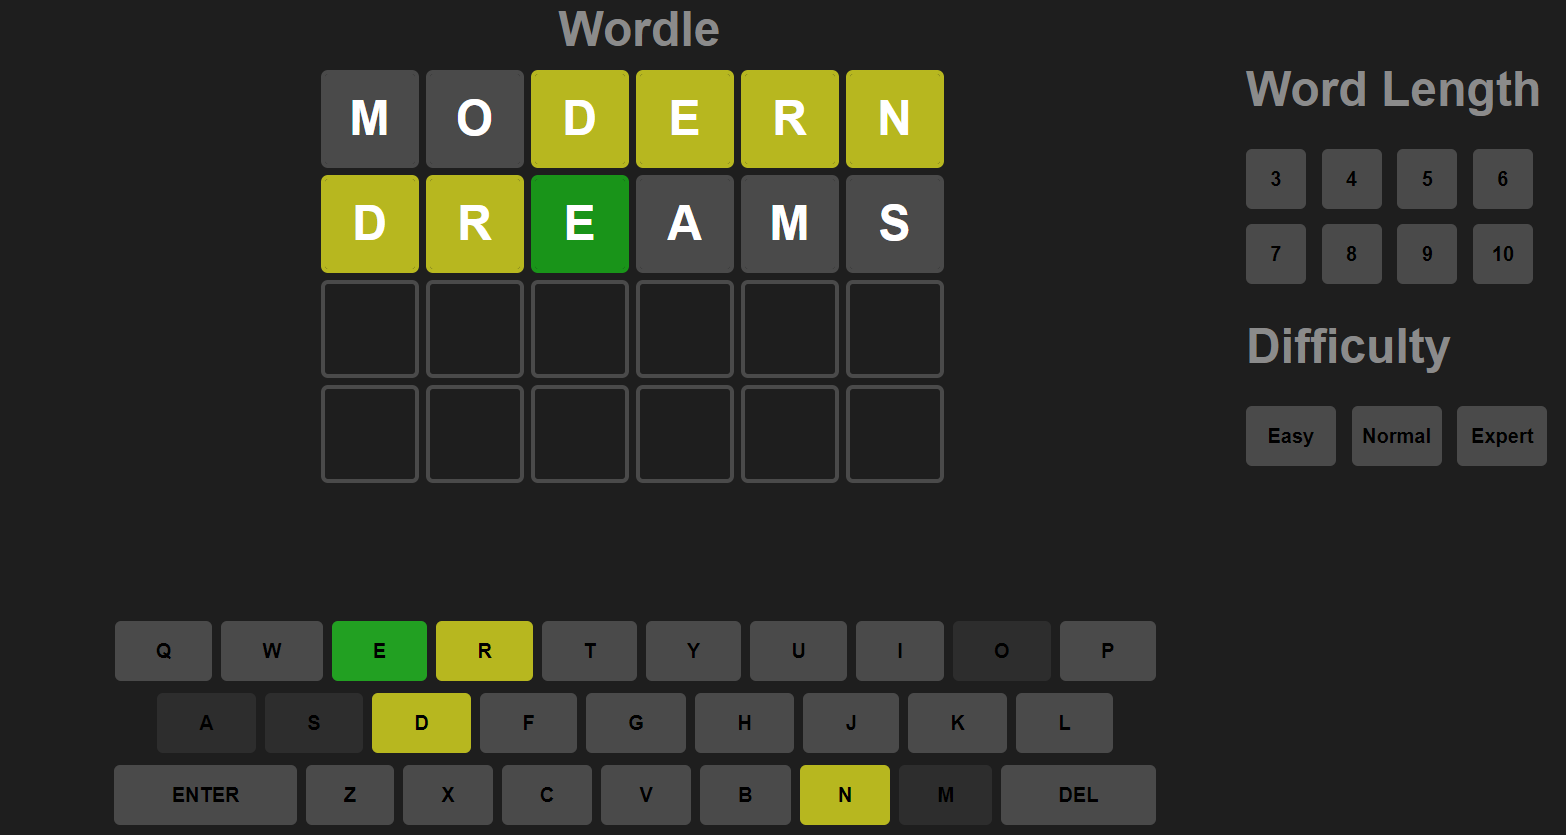 Wordle
M O D E R N
D R E A M S
Word Length
3 4 5 6
7 8 9 10
Difficulty
Easy Normal Expert
Q W E R T Y U I O P
A S D F G H J K L
ENTER Z X C V B N M DEL